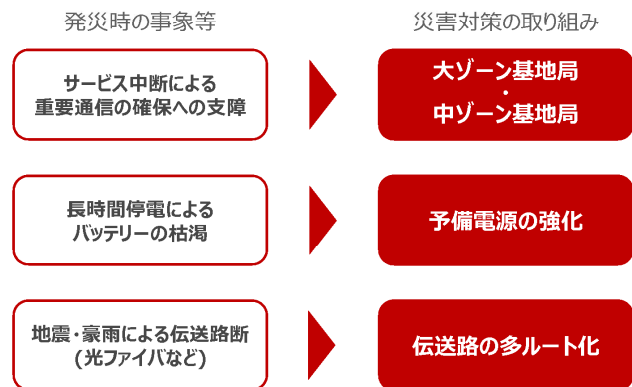 発災時の事象等
災害対策の取り組み
サービス中断による
重要通信の確保への支障
大ゾーン基地局
・
中ゾーン基地局
長時間停電による
バッテリーの枯渇
予備電源の強化
地震・豪雨による伝送路断
(光ファイバなど)
伝送路の多ルート化